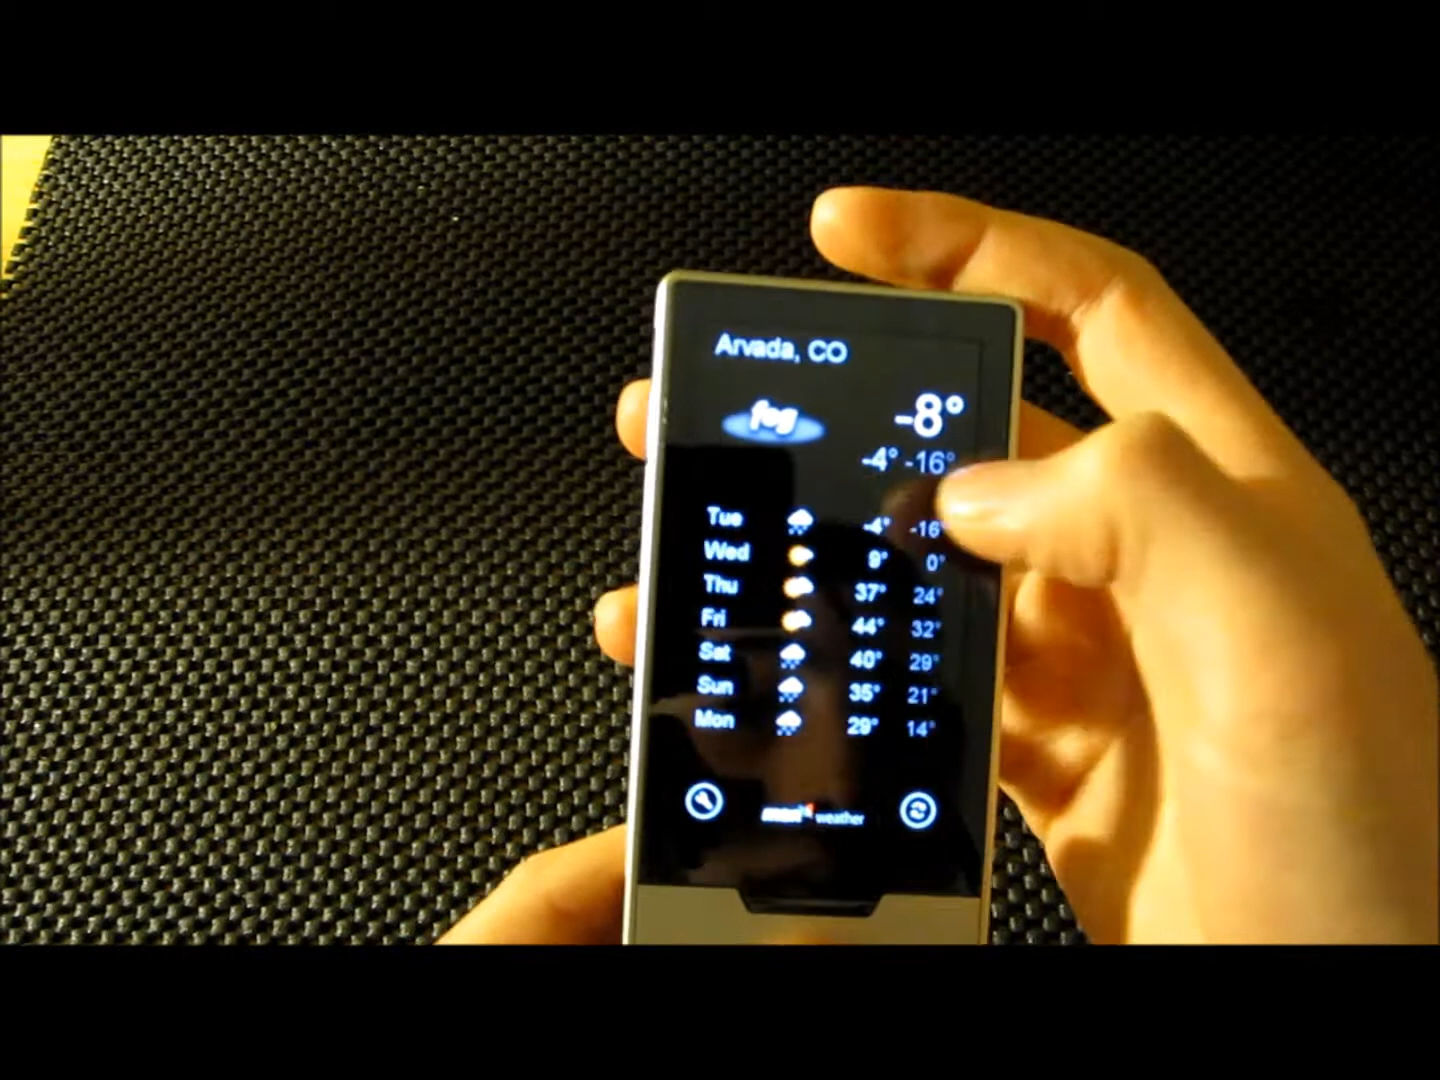 Arvada, CO
fog
-8°
-4° -16°
Tue -4° -16°
Wed 9° 0°
Thu 37° 24°
Fri 44° 32°
Sat 40° 29°
Sun 35° 21°
Mon 29° 14°
weather